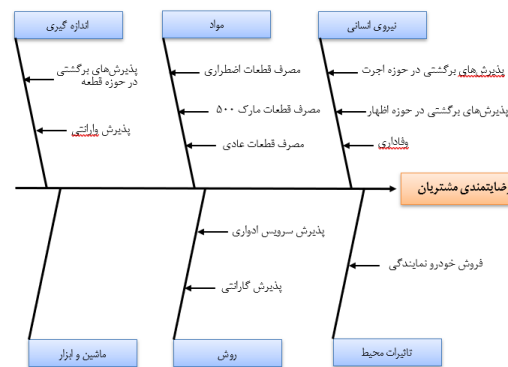 نیروی انسانی
مواد
اندازه گیری
پذیرش‌های برگشتی در حوزه اجرت
پذیرش‌های برگشتی در حوزه اظهار
وفاداری
مصرف قطعات اضطراری
مصرف قطعات مارک ۵۰۰
مصرف قطعات عادی
پذیرش‌های برگشتی
در حوزه قطعه
پذیرش وارانتی
رضایتمندی مشتریان
فروش خودرو نمایندگی
پذیرش سرویس ادواری
پذیرش گارانتی
تاثیرات محیط
روش
ماشین و ابزار